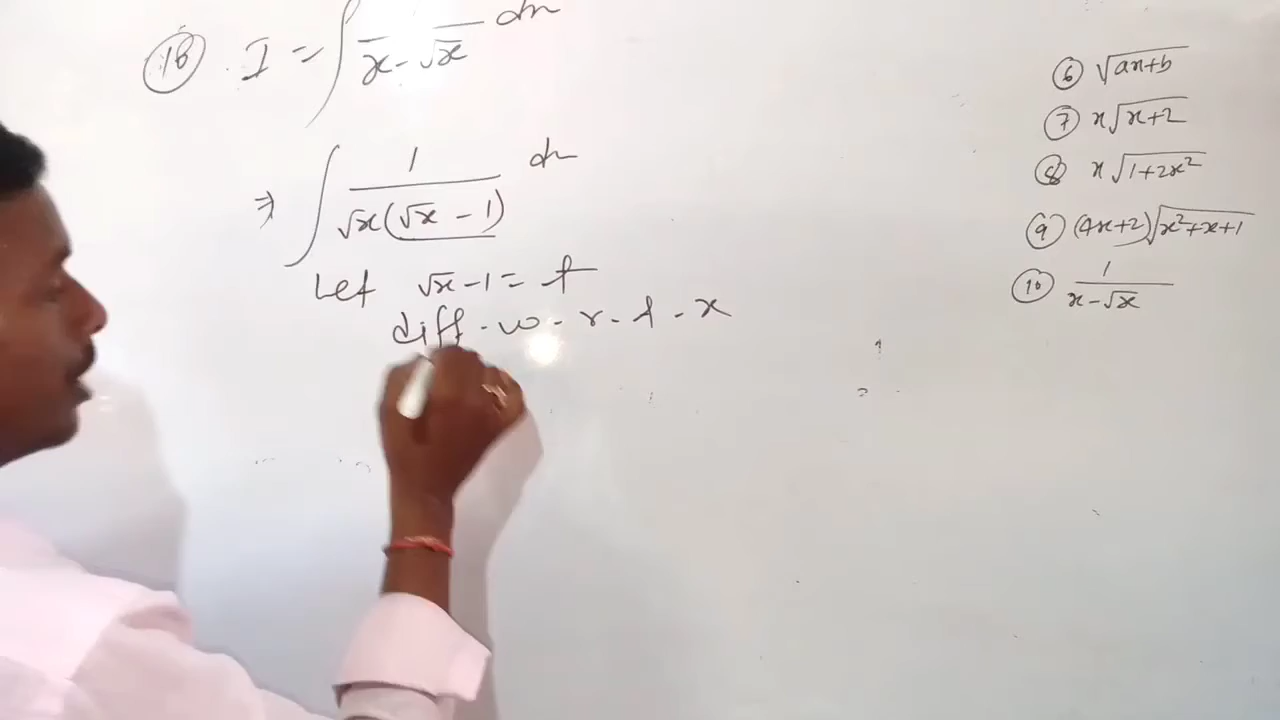 ⑩ I = ∫ 1/(x - √x) dx
⇒ ∫ 1/(√x(√x - 1)) dx
Let √x - 1 = t
diff. w. r. t. x
⑥ √(ax+b)
⑦ x√(x+2)
⑧ x√(1+2x²)
⑨ (4x+2)√(x²+x+1)
⑩ 1/(x-√x)